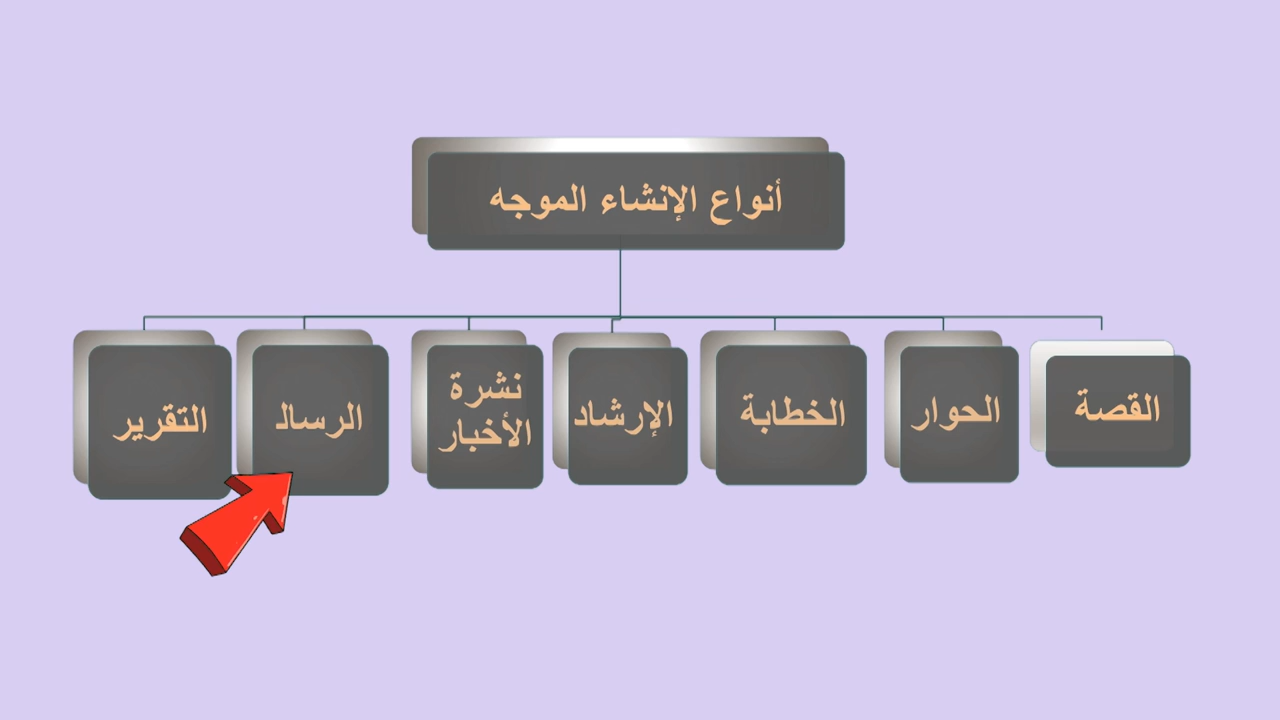 أنواع الإنشاء الموجه
القصة
الحوار
الخطابة
الإرشاد
نشرة
الأخبار
الرسال
التقرير